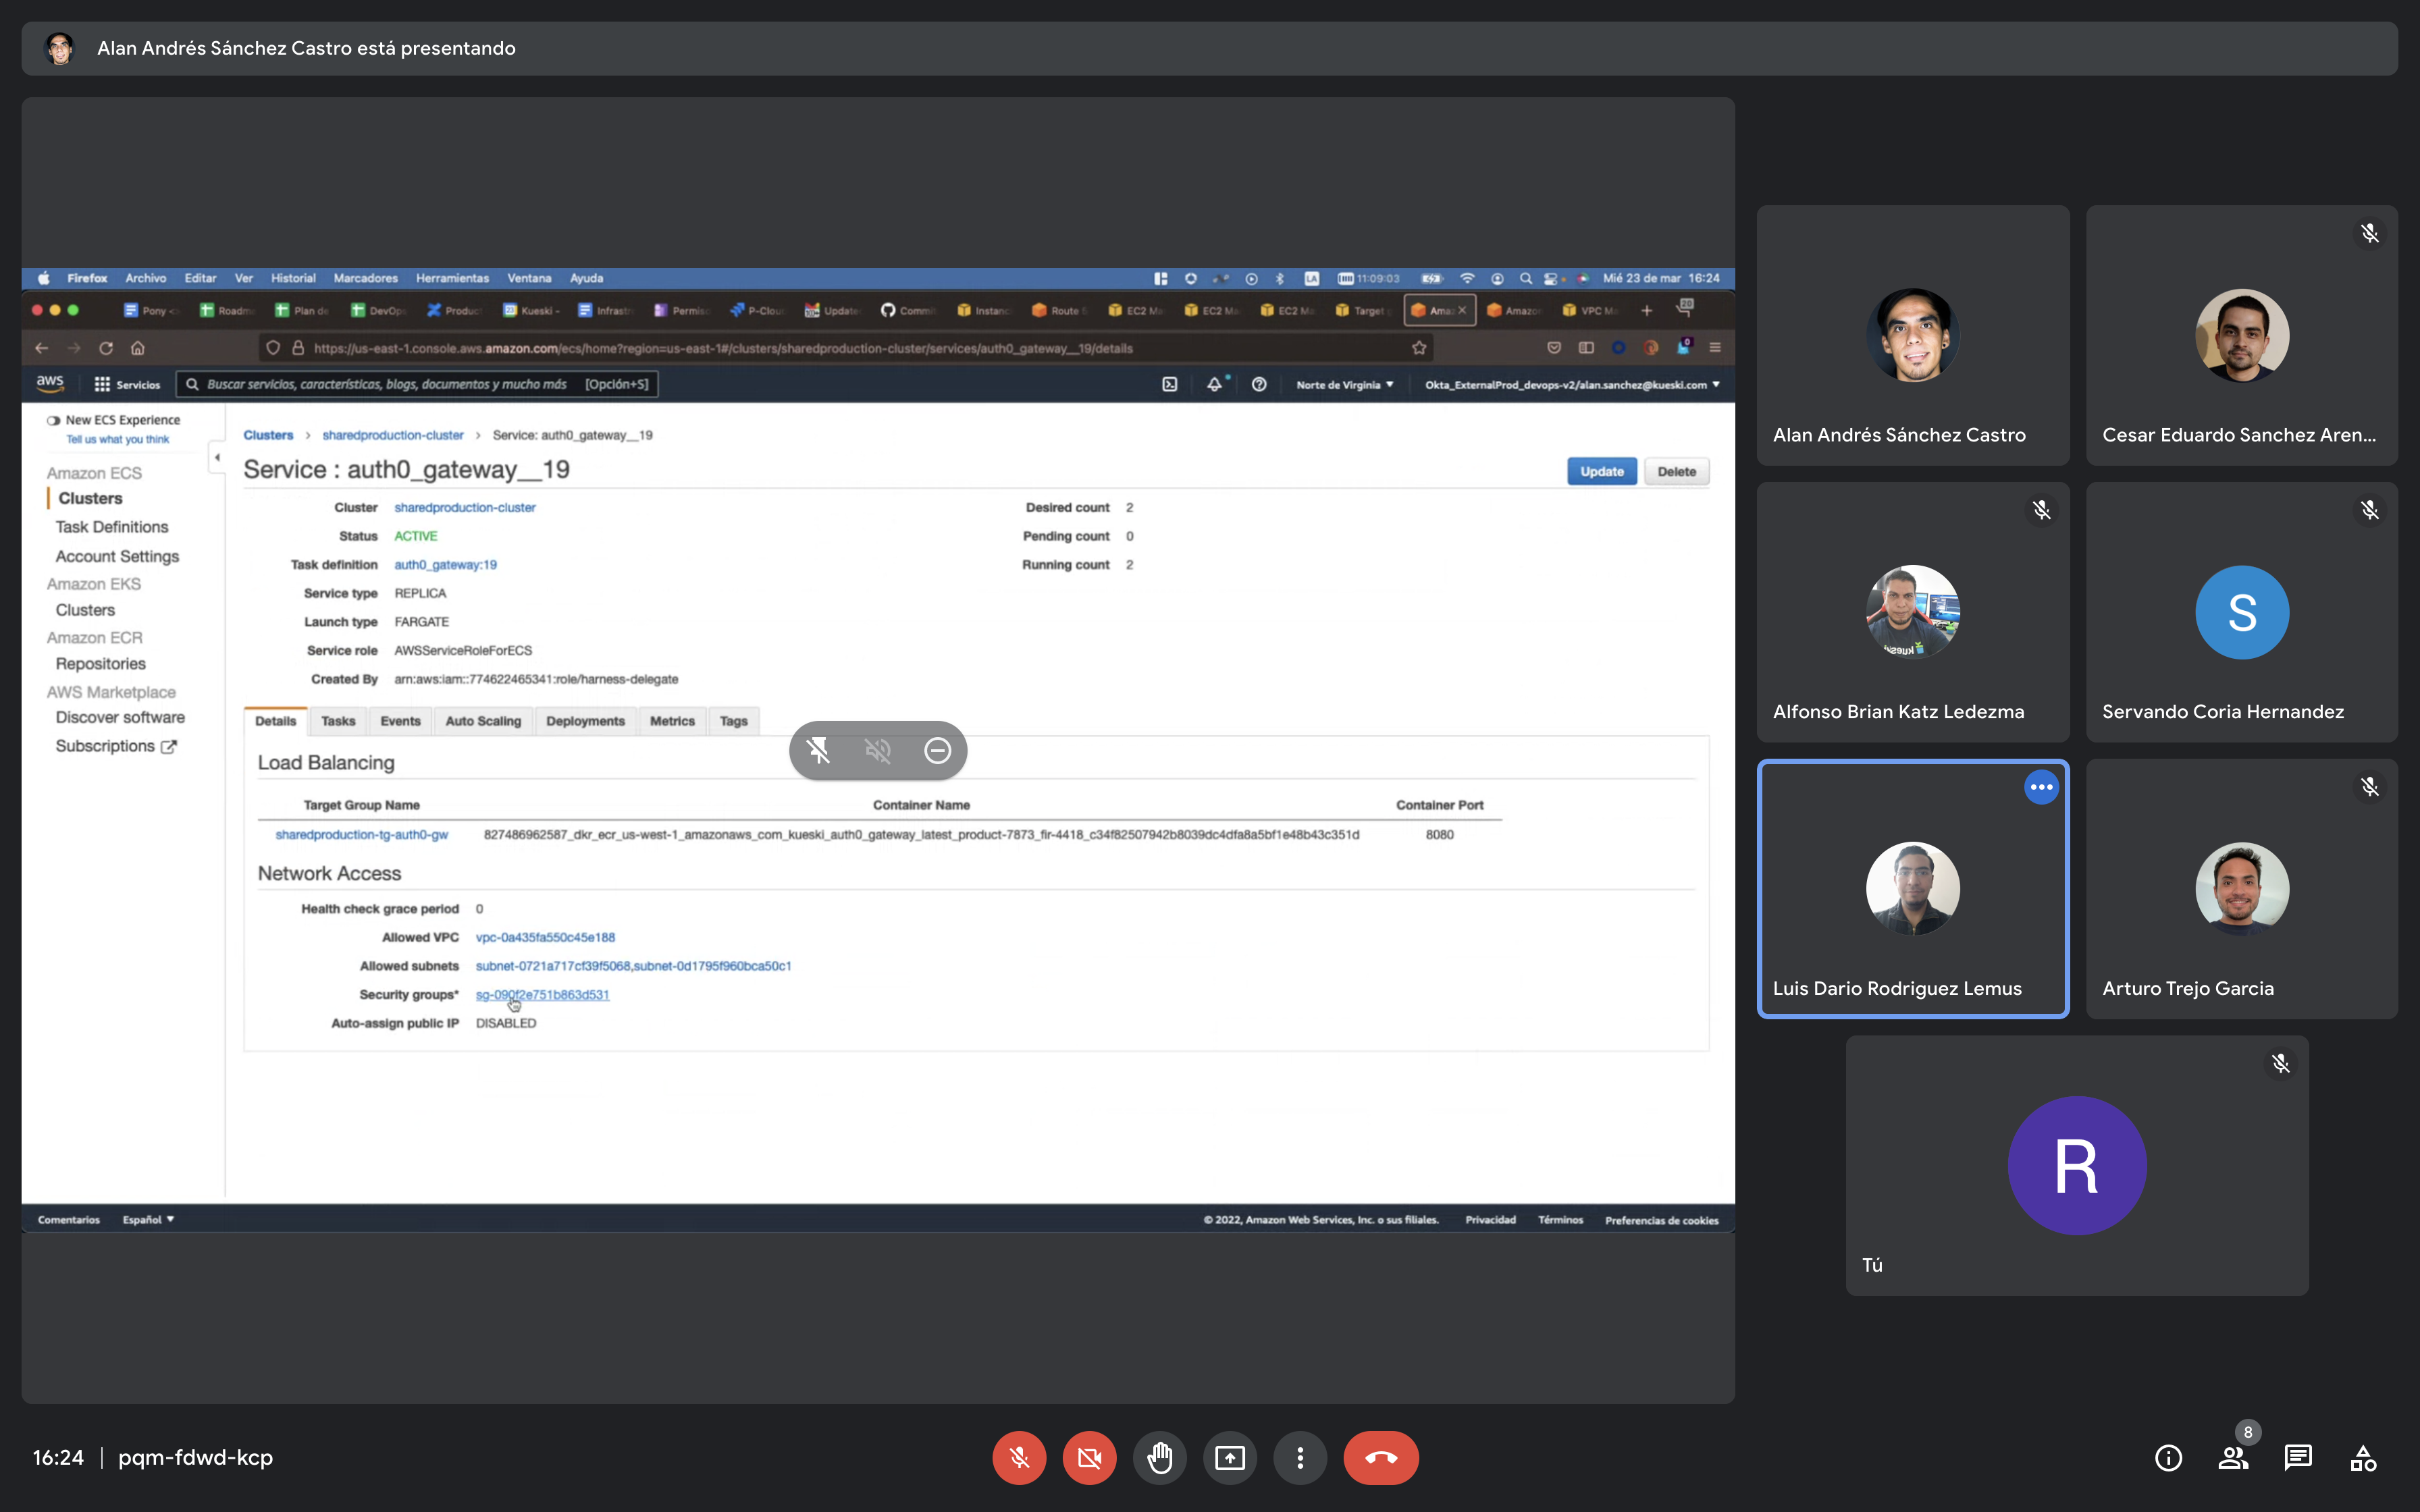 Alan Andrés Sánchez Castro está presentando
Firefox Archivo Editar Ver Historial Marcadores Herramientas Ventana Ayuda
LA 11:09:03 Mié 23 de mar 16:24
Pony Roadm Plan de DevOp Product Kueski - Infrastr Permis P-Clou Update Commit Instanc Route EC2 Ma EC2 Ma EC2 Ma Target Ama Amazon VPC Ma 20
https://us-east-1.console.aws.amazon.com/ecs/home?region=us-east-1#/clusters/sharedproduction-cluster/services/auth0_gateway__19/details
0
aws Servicios Buscar servicios, características, blogs, documentos y mucho más [Opción+S] Norte de Virginia Okta_ExternalProd_devops-v2/alan.sanchez@kueski.com
New ECS Experience
Tell us what you think
Amazon ECS
Clusters
Task Definitions
Account Settings
Amazon EKS
Clusters
Amazon ECR
Repositories
AWS Marketplace
Discover software
Subscriptions
Clusters > sharedproduction-cluster > Service: auth0_gateway__19
Service : auth0_gateway__19
Update Delete
Cluster sharedproduction-cluster
Status ACTIVE
Task definition auth0_gateway:19
Service type REPLICA
Launch type FARGATE
Service role AWSServiceRoleForECS
Created By arn:aws:iam::774622465341:role/harness-delegate
Desired count 2
Pending count 0
Running count 2
Details Tasks Events Auto Scaling Deployments Metrics Tags
Load Balancing
Target Group Name Container Name Container Port
sharedproduction-tg-auth0-gw 827486962587_dkr_ecr_us-west-1_amazonaws_com_kueski_auth0_gateway_latest_product-7873_fir-4418_c34f82507942b8039dc4dfa8a5bf1e48b43c351d 8080
Network Access
Health check grace period 0
Allowed VPC vpc-0a435fa550c45e188
Allowed subnets subnet-0721a717cf39f5068,subnet-0d1795f960bca50c1
Security groups* sg-090f2e751b863d531
Auto-assign public IP DISABLED
Comentarios Español © 2022, Amazon Web Services, Inc. o sus filiales. Privacidad Términos Preferencias de cookies
Alan Andrés Sánchez Castro
Cesar Eduardo Sanchez Aren...
Alfonso Brian Katz Ledezma
S
Servando Coria Hernandez
Luis Dario Rodriguez Lemus
Arturo Trejo Garcia
R
Tú
16:24 | pqm-fdwd-kcp
8